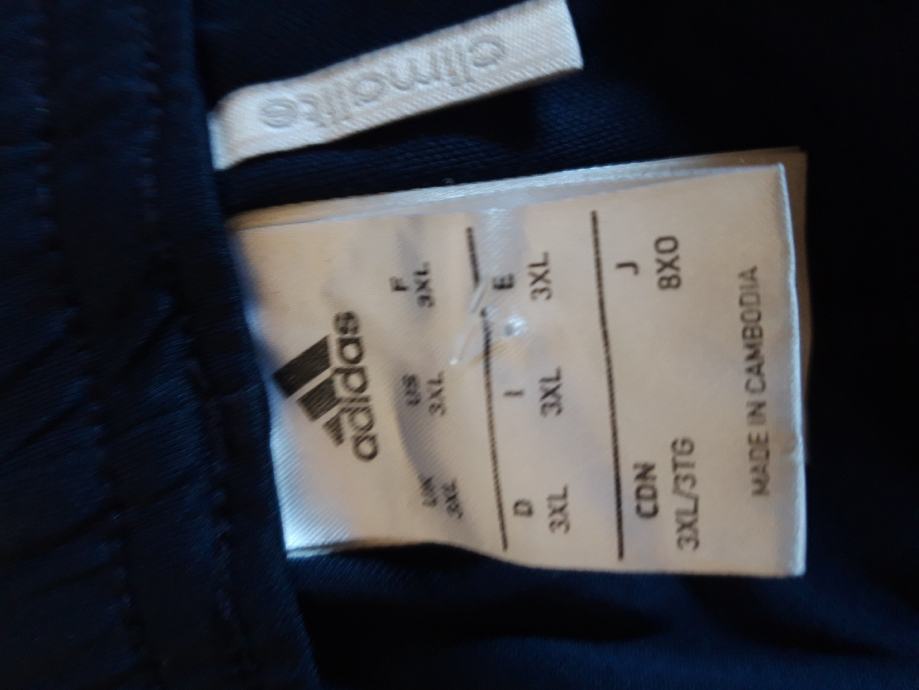 climalite
adidas
UK US F
3XL 3XL 3XL
D I E
3XL 3XL 3XL
CDN J
3XL/3TG 8XO
MADE IN CAMBODIA